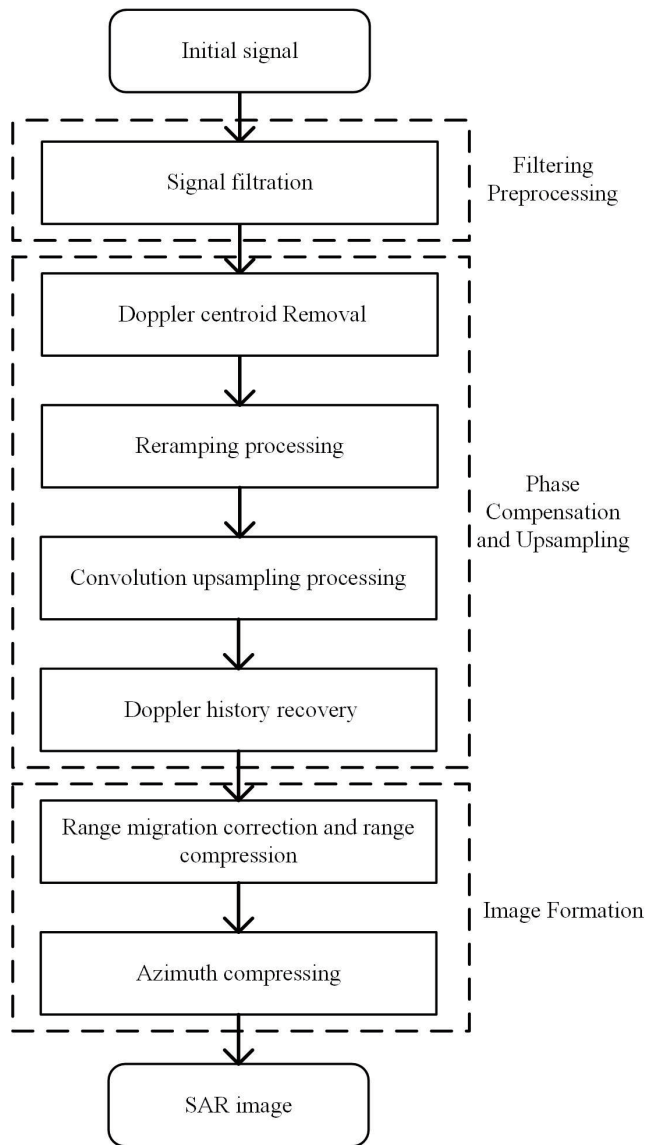 Initial signal
Signal filtration
Filtering
Preprocessing
Doppler centroid Removal
Reramping processing
Convolution upsampling processing
Doppler history recovery
Phase
Compensation
and Upsampling
Range migration correction and range
compression
Azimuth compressing
Image Formation
SAR image